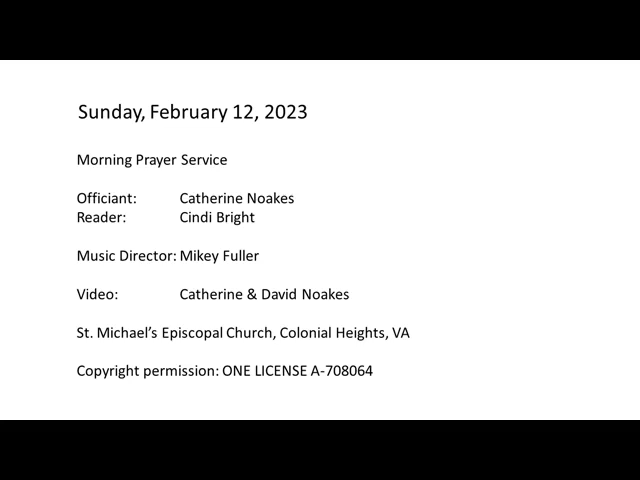 Sunday, February 12, 2023
Morning Prayer Service
Officiant: Catherine Noakes
Reader: Cindi Bright
Music Director: Mikey Fuller
Video: Catherine & David Noakes
St. Michael’s Episcopal Church, Colonial Heights, VA
Copyright permission: ONE LICENSE A-708064